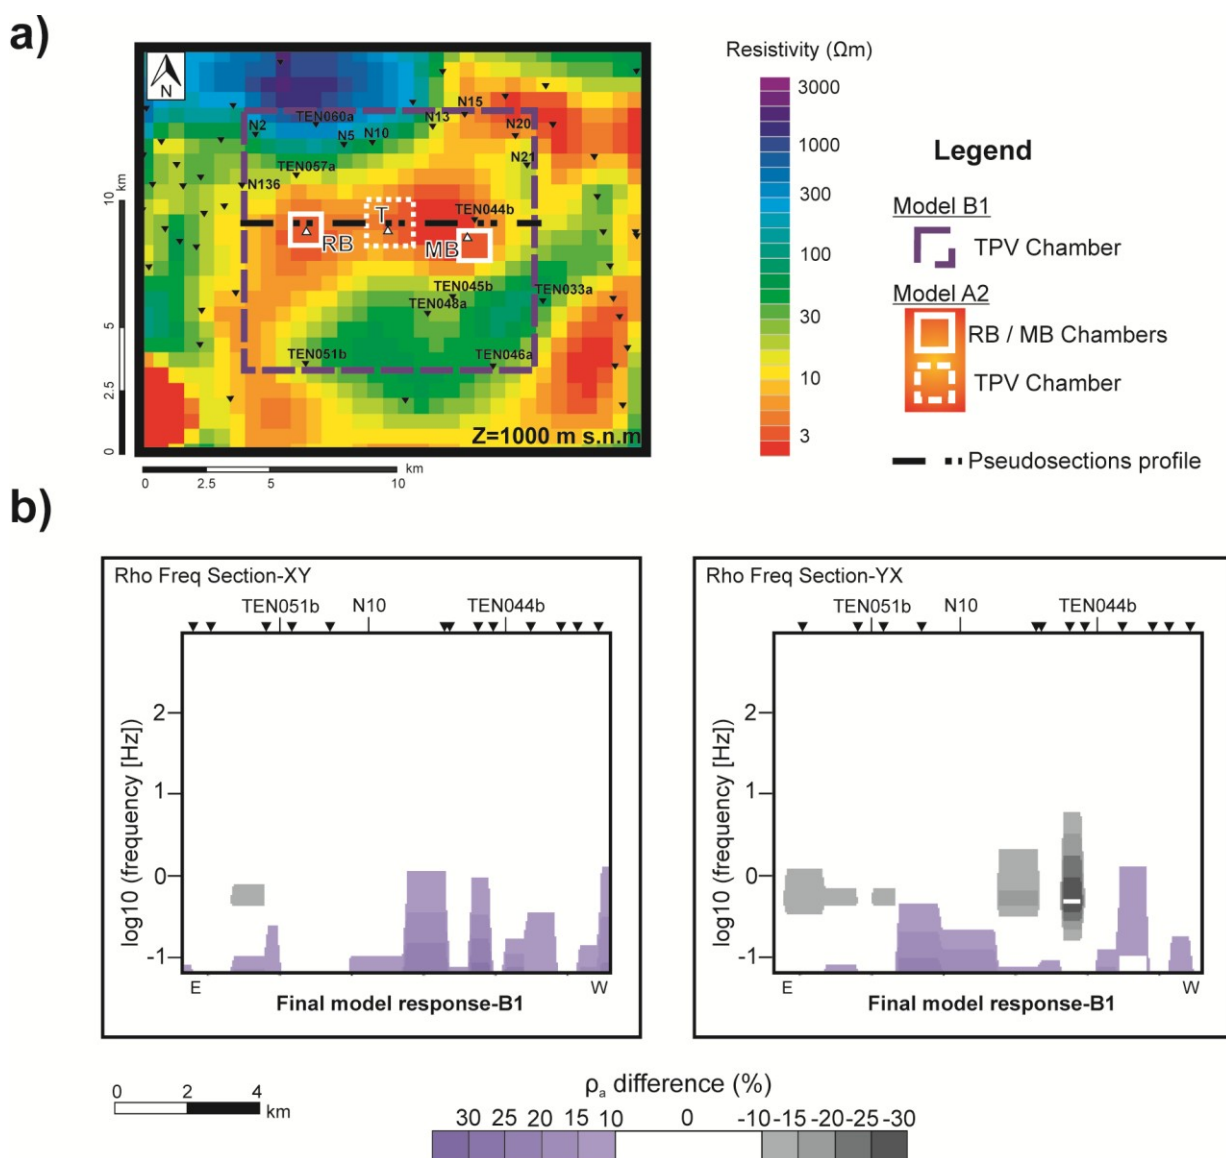 a)
N
N2
TEN060a
N5
N10
N13
N15
N20
N21
TEN057a
N136
T
RB
MB
TEN044b
TEN045b
TEN048a
TEN033a
TEN051b
TEN046a
Z=1000 m s.n.m
10
km
5
2.5
0
0 2.5 5 km 10
Resistivity (Ωm)
3000
1000
300
100
30
10
3
Legend
Model B1
TPV Chamber
Model A2
RB / MB Chambers
TPV Chamber
Pseudosections profile
b)
Rho Freq Section-XY
TEN051b N10 TEN044b
log10 (frequency [Hz])
2
1
0
-1
E W
Final model response-B1
Rho Freq Section-YX
TEN051b N10 TEN044b
log10 (frequency [Hz])
2
1
0
-1
E W
Final model response-B1
0 2 4
km
ρa difference (%)
30 25 20 15 10 0 -10 -15 -20 -25 -30